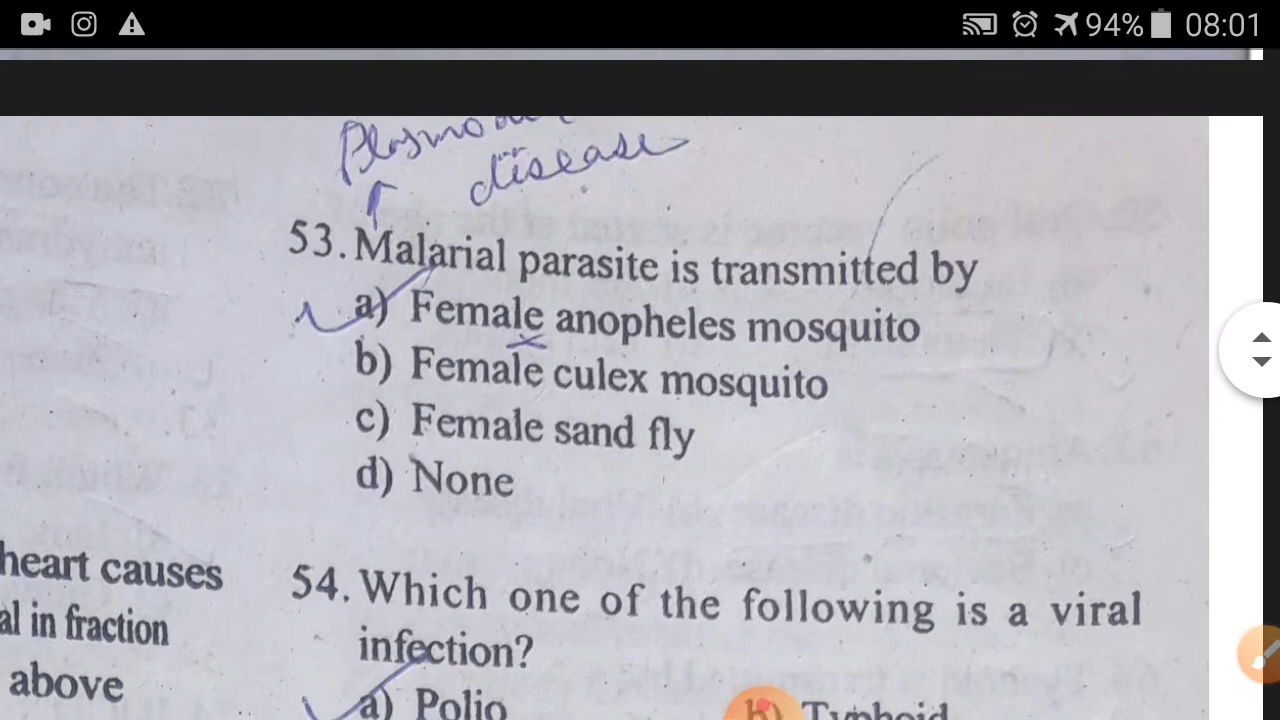 94% 08:01
disease
53. Malarial parasite is transmitted by
a) Female anopheles mosquito
b) Female culex mosquito
c) Female sand fly
d) None
heart causes
al in fraction
above
54. Which one of the following is a viral
infection?
a) Polio
b) Typhoid